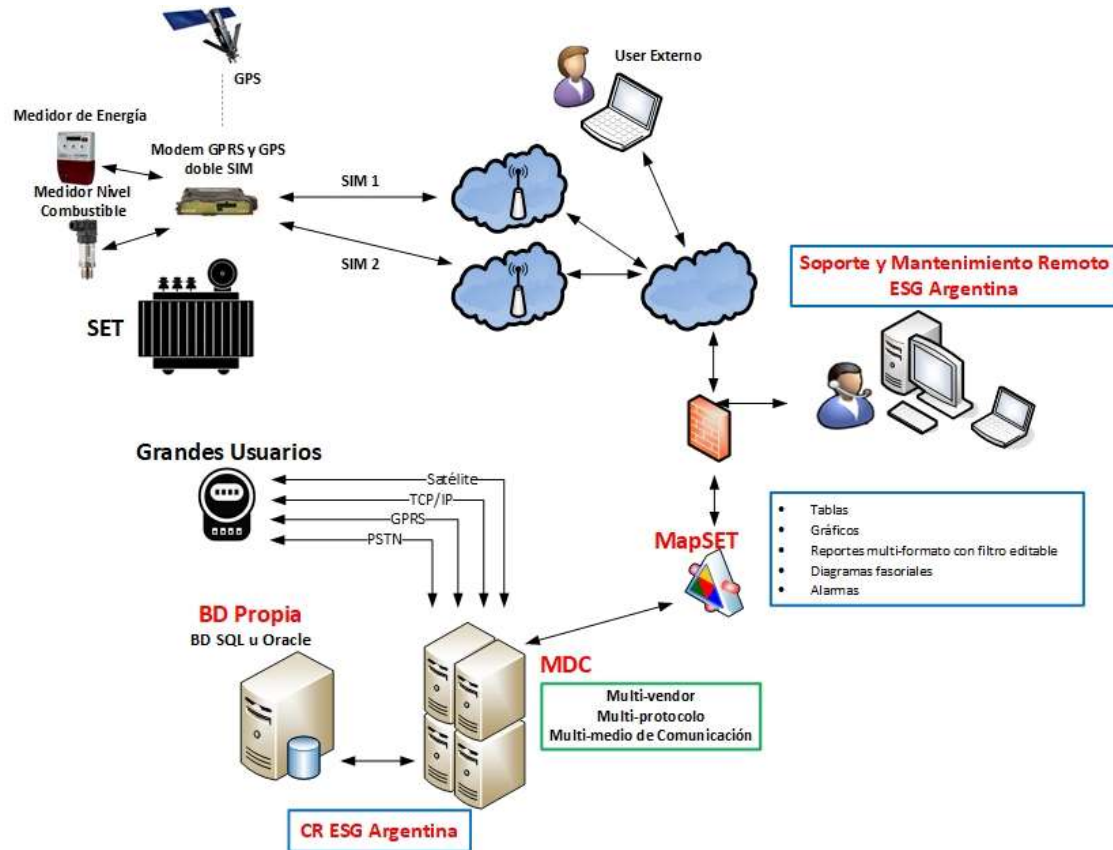 GPS
User Externo
Medidor de Energía
Modem GPRS y GPS
doble SIM
Medidor Nivel
Combustible
SIM 1
SIM 2
SET
Soporte y Mantenimiento Remoto
ESG Argentina
Grandes Usuarios
Satélite
TCP/IP
GPRS
PSTN
MapSET
• Tablas
• Gráficos
• Reportes multi-formato con filtro editable
• Diagramas fasoriales
• Alarmas
BD Propia
BD SQL u Oracle
MDC
Multi-vendor
Multi-protocolo
Multi-medio de Comunicación
CR ESG Argentina